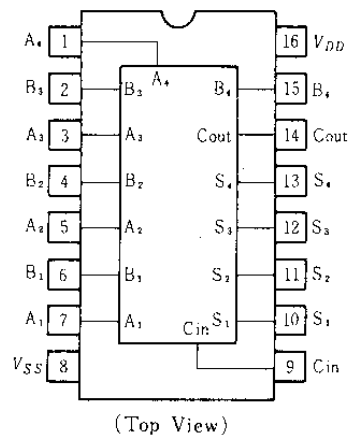 A₄ 1 16 V_DD
A₄
B₃ 2 B₃ B₄ 15 B₄
A₃ 3 A₃ Cout 14 Cout
B₂ 4 B₂ S₄ 13 S₄
A₂ 5 A₂ S₃ 12 S₃
B₁ 6 B₁ S₂ 11 S₂
A₁ 7 A₁ S₁ 10 S₁
Cin
V_SS 8 9 Cin
(Top View)